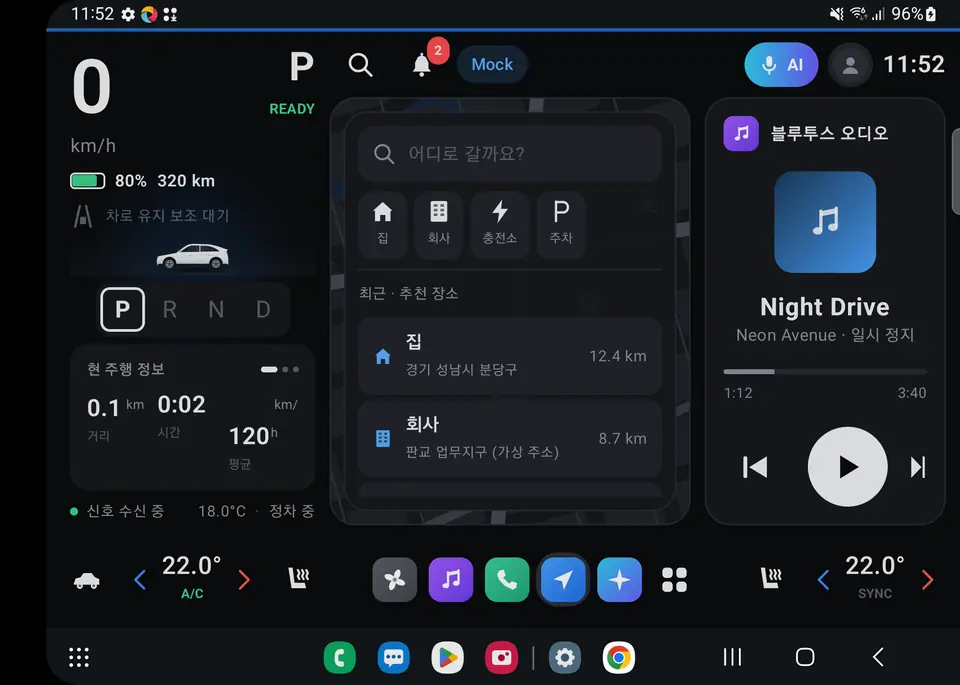 11:52
96%
0
P
READY
km/h
80% 320 km
차로 유지 보조 대기
P R N D
현 주행 정보
0.1 km
거리
0:02
시간
km/
120 h
평균
신호 수신 중
18.0°C · 정차 중
2
Mock
AI
11:52
어디로 갈까요?
집
회사
충전소
P
주차
최근 · 추천 장소
집
경기 성남시 분당구
12.4 km
회사
판교 업무지구 (가상 주소)
8.7 km
블루투스 오디오
Night Drive
Neon Avenue · 일시 정지
1:12
3:40
22.0°
A/C
22.0°
SYNC